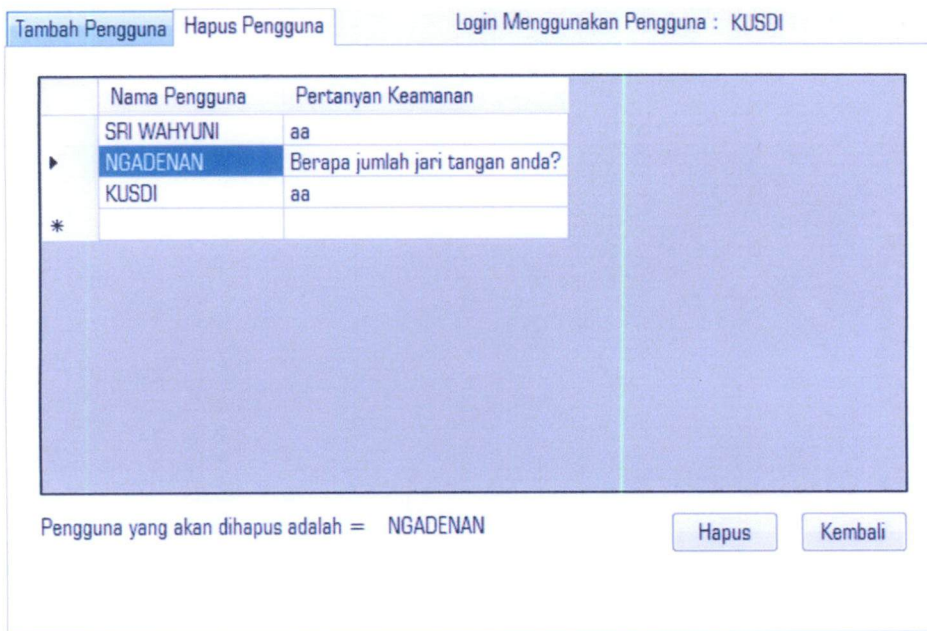 Tambah Pengguna Hapus Pengguna Login Menggunakan Pengguna : KUSDI
Nama Pengguna Pertanyan Keamanan
SRI WAHYUNI aa
NGADENAN Berapa jumlah jari tangan anda?
KUSDI aa
*
Pengguna yang akan dihapus adalah = NGADENAN Hapus Kembali